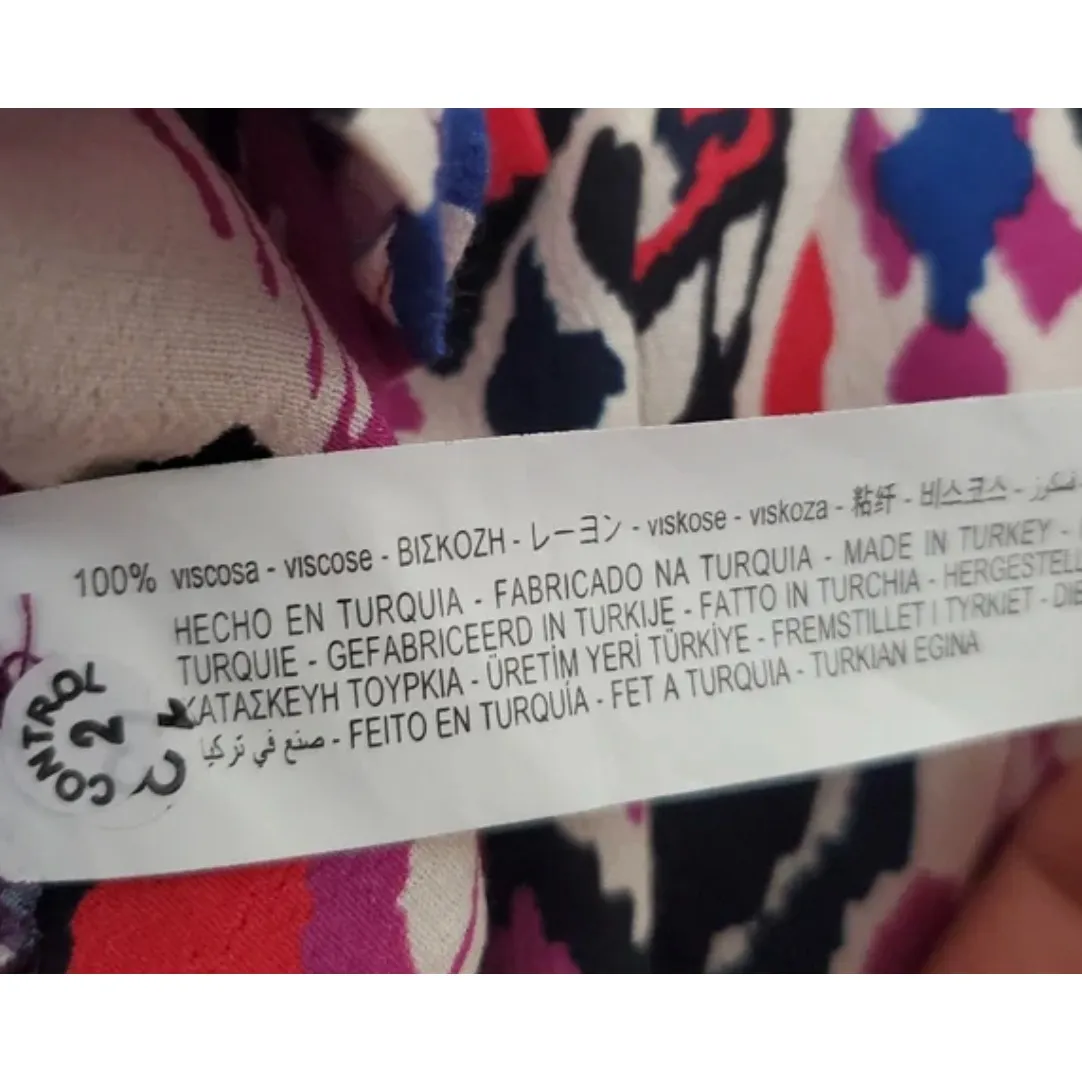 100% viscosa - viscose - ΒΙΣΚΟΖΗ - レーヨン - viskose - viskoza - 粘纤 - 비스코스 - فسكوز -
HECHO EN TURQUIA - FABRICADO NA TURQUIA - MADE IN TURKEY -
TURQUIE - GEFABRICEERD IN TURKIJE - FATTO IN TURCHIA - HERGESTELL
ΚΑΤΑΣΚΕΥΗ ΤΟΥΡΚΙΑ - ÜRETİM YERİ TÜRKİYE - FREMSTILLET I TYRKIET - DIE
صنع في تركيا - FEITO EN TURQUÍA - FET A TURQUIA - TURKIAN EGINA
CONTROL
2